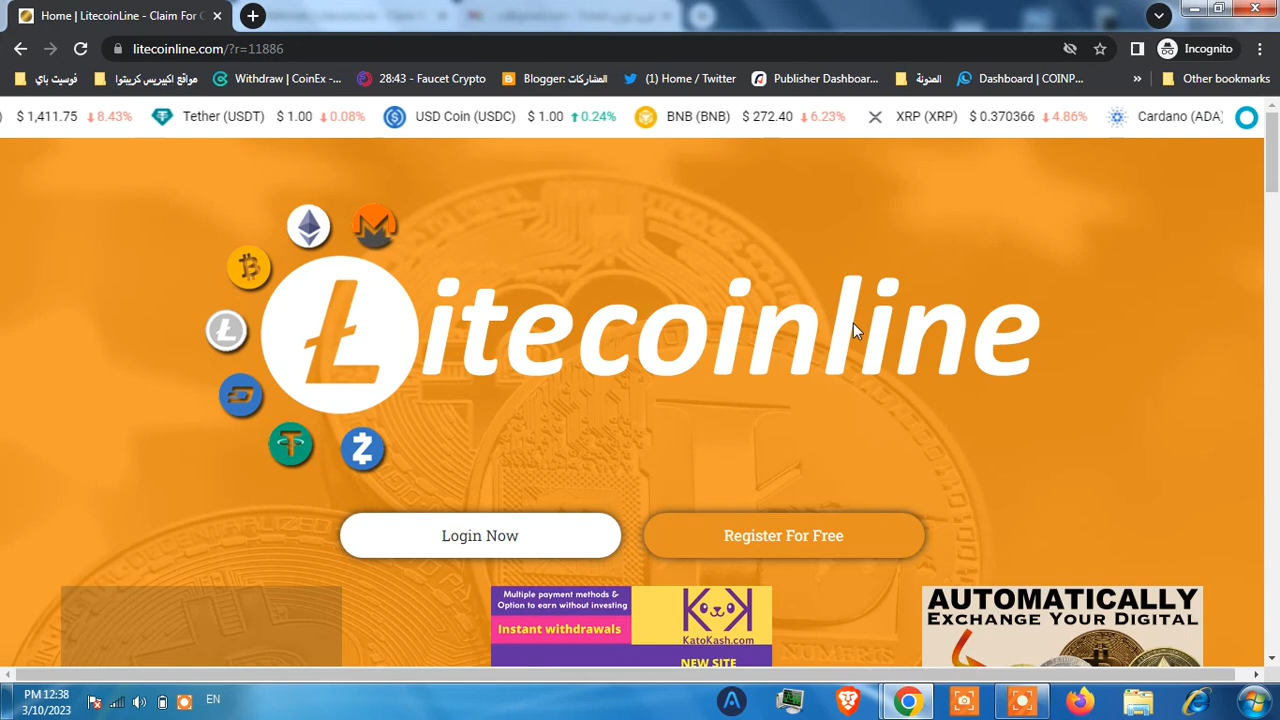 Home | LitecoinLine - Claim For C
litecoinline.com/?r=11886
Incognito
فوسيت باي
مواقع اكبيريس كريبتوا
Withdraw | CoinEx -...
28:43 - Faucet Crypto
Blogger: المشاركات
(1) Home / Twitter
Publisher Dashboar...
المدونة
Dashboard | COINP...
»
Other bookmarks
) $ 1,411.75 ↓8.43%
Tether (USDT) $ 1.00 ↓0.08%
USD Coin (USDC) $ 1.00 ↑0.24%
BNB (BNB) $ 272.40 ↓6.23%
XRP (XRP) $ 0.370366 ↓4.86%
Cardano (ADA)
Litecoinline
Login Now
Register For Free
Multiple payment methods &
Option to earn without investing
Instant withdrawals
KatoKash.com
NEW SITE
AUTOMATICALLY
EXCHANGE YOUR DIGITAL
PM 12:38
3/10/2023
EN